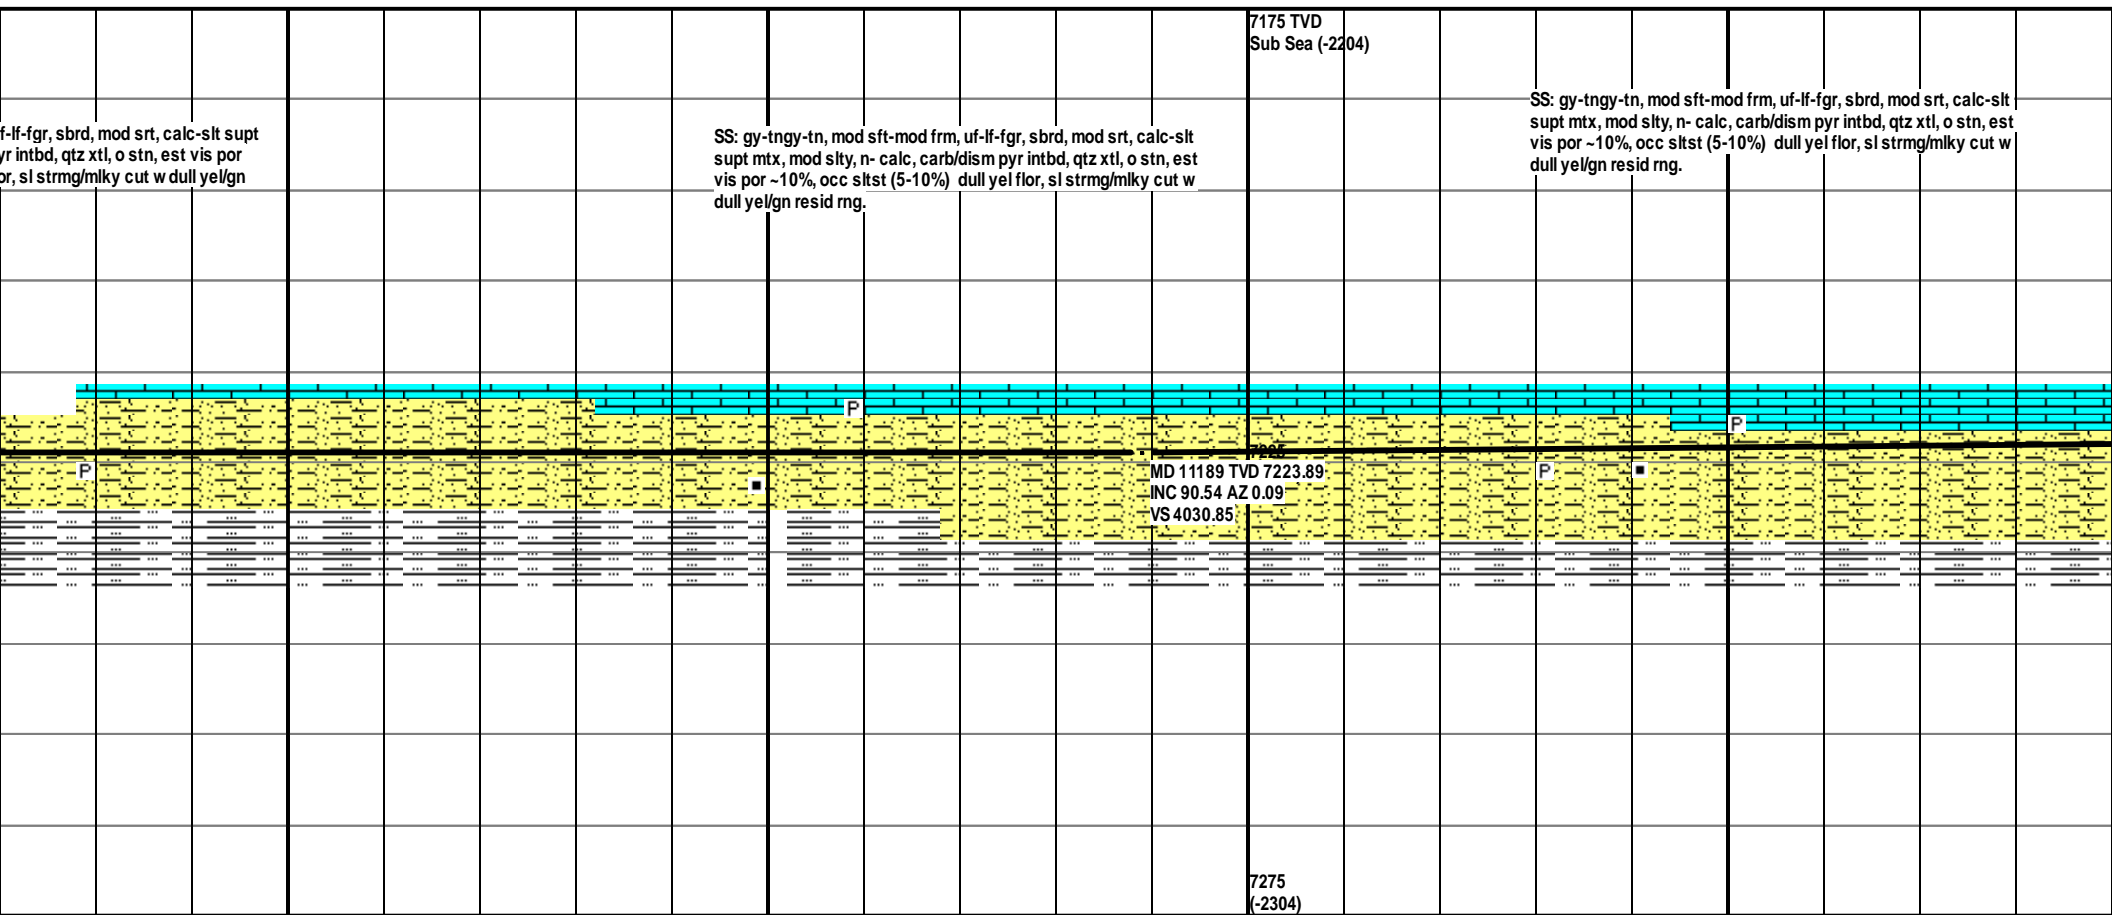 7175 TVD
Sub Sea (-2204)
f-lf-fgr, sbrd, mod srt, calc-slt supt
yr intbd, qtz xtl, o stn, est vis por
or, sl strmg/mlky cut w dull yel/gn
SS: gy-tngy-tn, mod sft-mod frm, uf-lf-fgr, sbrd, mod srt, calc-slt
supt mtx, mod slty, n- calc, carb/dism pyr intbd, qtz xtl, o stn, est
vis por ~10%, occ sltst (5-10%) dull yel flor, sl strmg/mlky cut w
dull yel/gn resid rng.
SS: gy-tngy-tn, mod sft-mod frm, uf-lf-fgr, sbrd, mod srt, calc-slt
supt mtx, mod slty, n- calc, carb/dism pyr intbd, qtz xtl, o stn, est
vis por ~10%, occ sltst (5-10%) dull yel flor, sl strmg/mlky cut w
dull yel/gn resid rng.
P
P
7225
P
P
MD 11189 TVD 7223.89
INC 90.54 AZ 0.09
VS 4030.85
7275
(-2304)